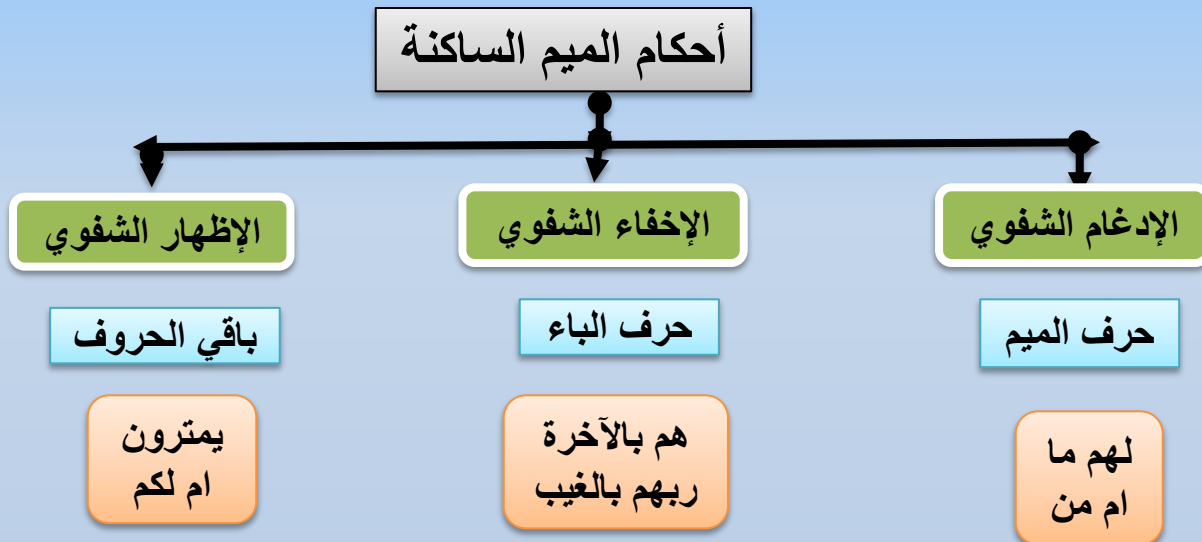 أحكام الميم الساكنة
الإدغام الشفوي
الإخفاء الشفوي
الإظهار الشفوي
حرف الميم
حرف الباء
باقي الحروف
لهم ما
ام من
هم بالآخرة
ربهم بالغيب
يمترون
ام لكم